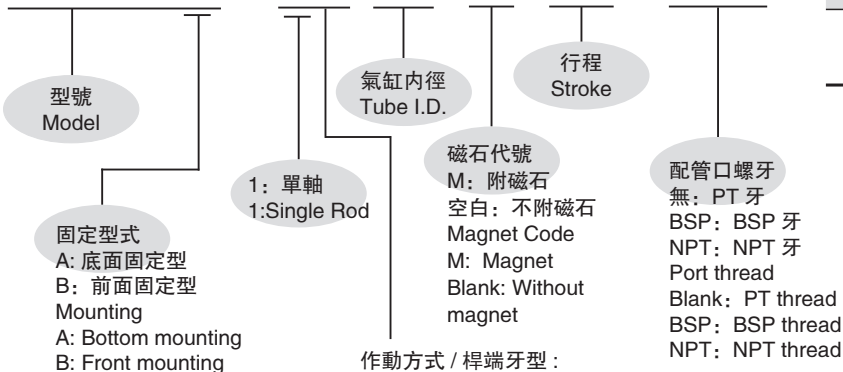 型號
Model
固定型式
A: 底面固定型
B：前面固定型
Mounting
A: Bottom mounting
B: Front mounting
1：單軸
1:Single Rod
作動方式 / 桿端牙型 :
氣缸内徑
Tube I.D.
磁石代號
M：附磁石
空白：不附磁石
Magnet Code
M: Magnet
Blank: Without
magnet
行程
Stroke
配管口螺牙
無：PT 牙
BSP：BSP 牙
NPT：NPT 牙
Port thread
Blank：PT thread
BSP：BSP thread
NPT：NPT thread